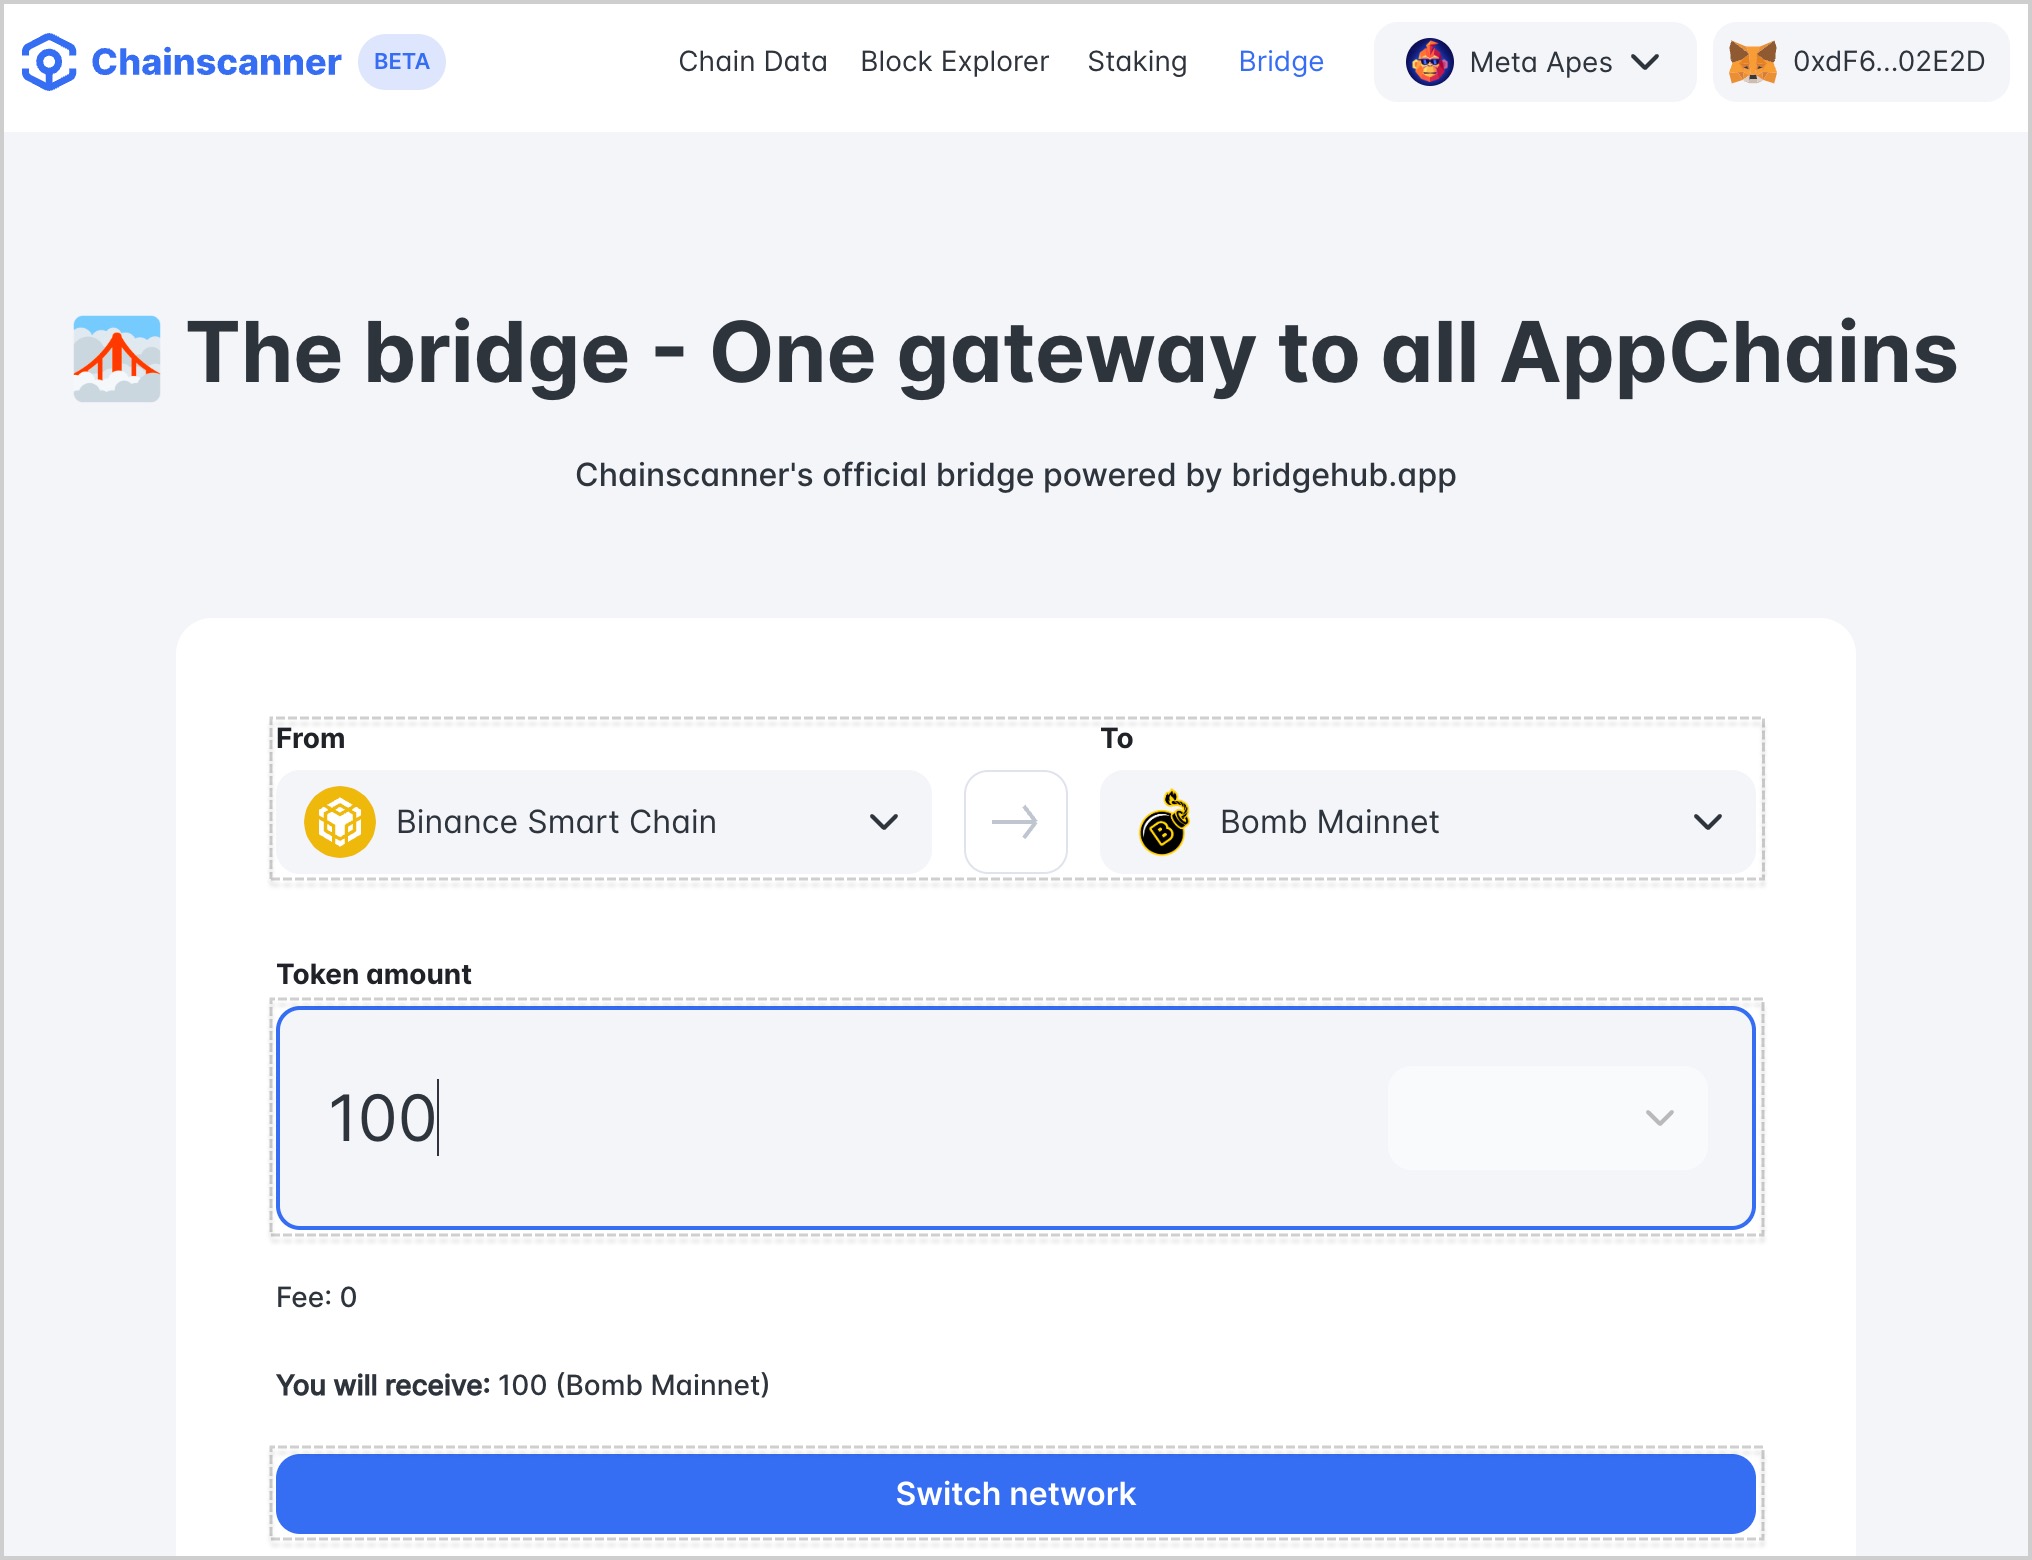 Chainscanner BETA Chain Data Block Explorer Staking Bridge Meta Apes 0xdF6...02E2D
The bridge - One gateway to all AppChains
Chainscanner's official bridge powered by bridgehub.app
From To
Binance Smart Chain Bomb Mainnet
Token amount
100
Fee: 0
You will receive: 100 (Bomb Mainnet)
Switch network